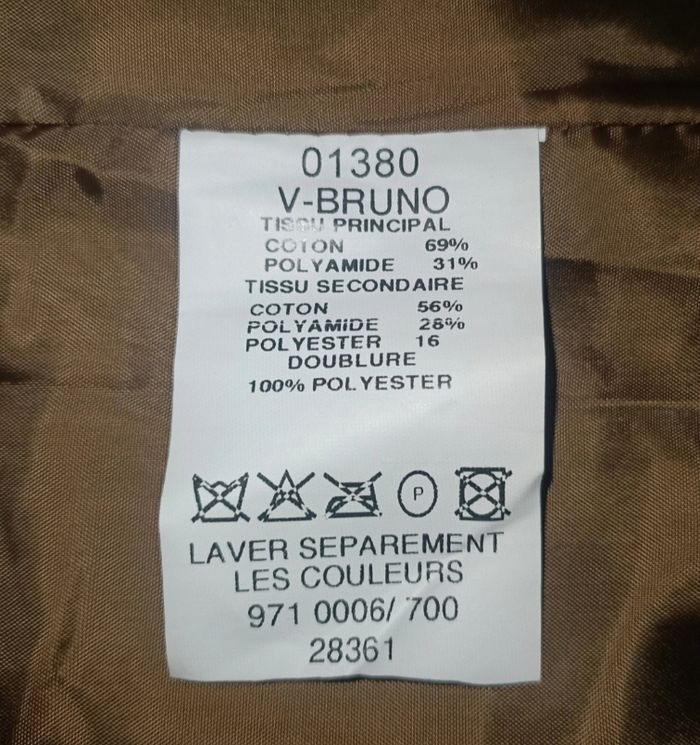 01380
V-BRUNO
TISSU PRINCIPAL
COTON 69%
POLYAMIDE 31%
TISSU SECONDAIRE
COTON 56%
POLYAMIDE 28%
POLYESTER 16
DOUBLURE
100% POLYESTER
P
LAVER SEPAREMENT
LES COULEURS
971 0006/ 700
28361